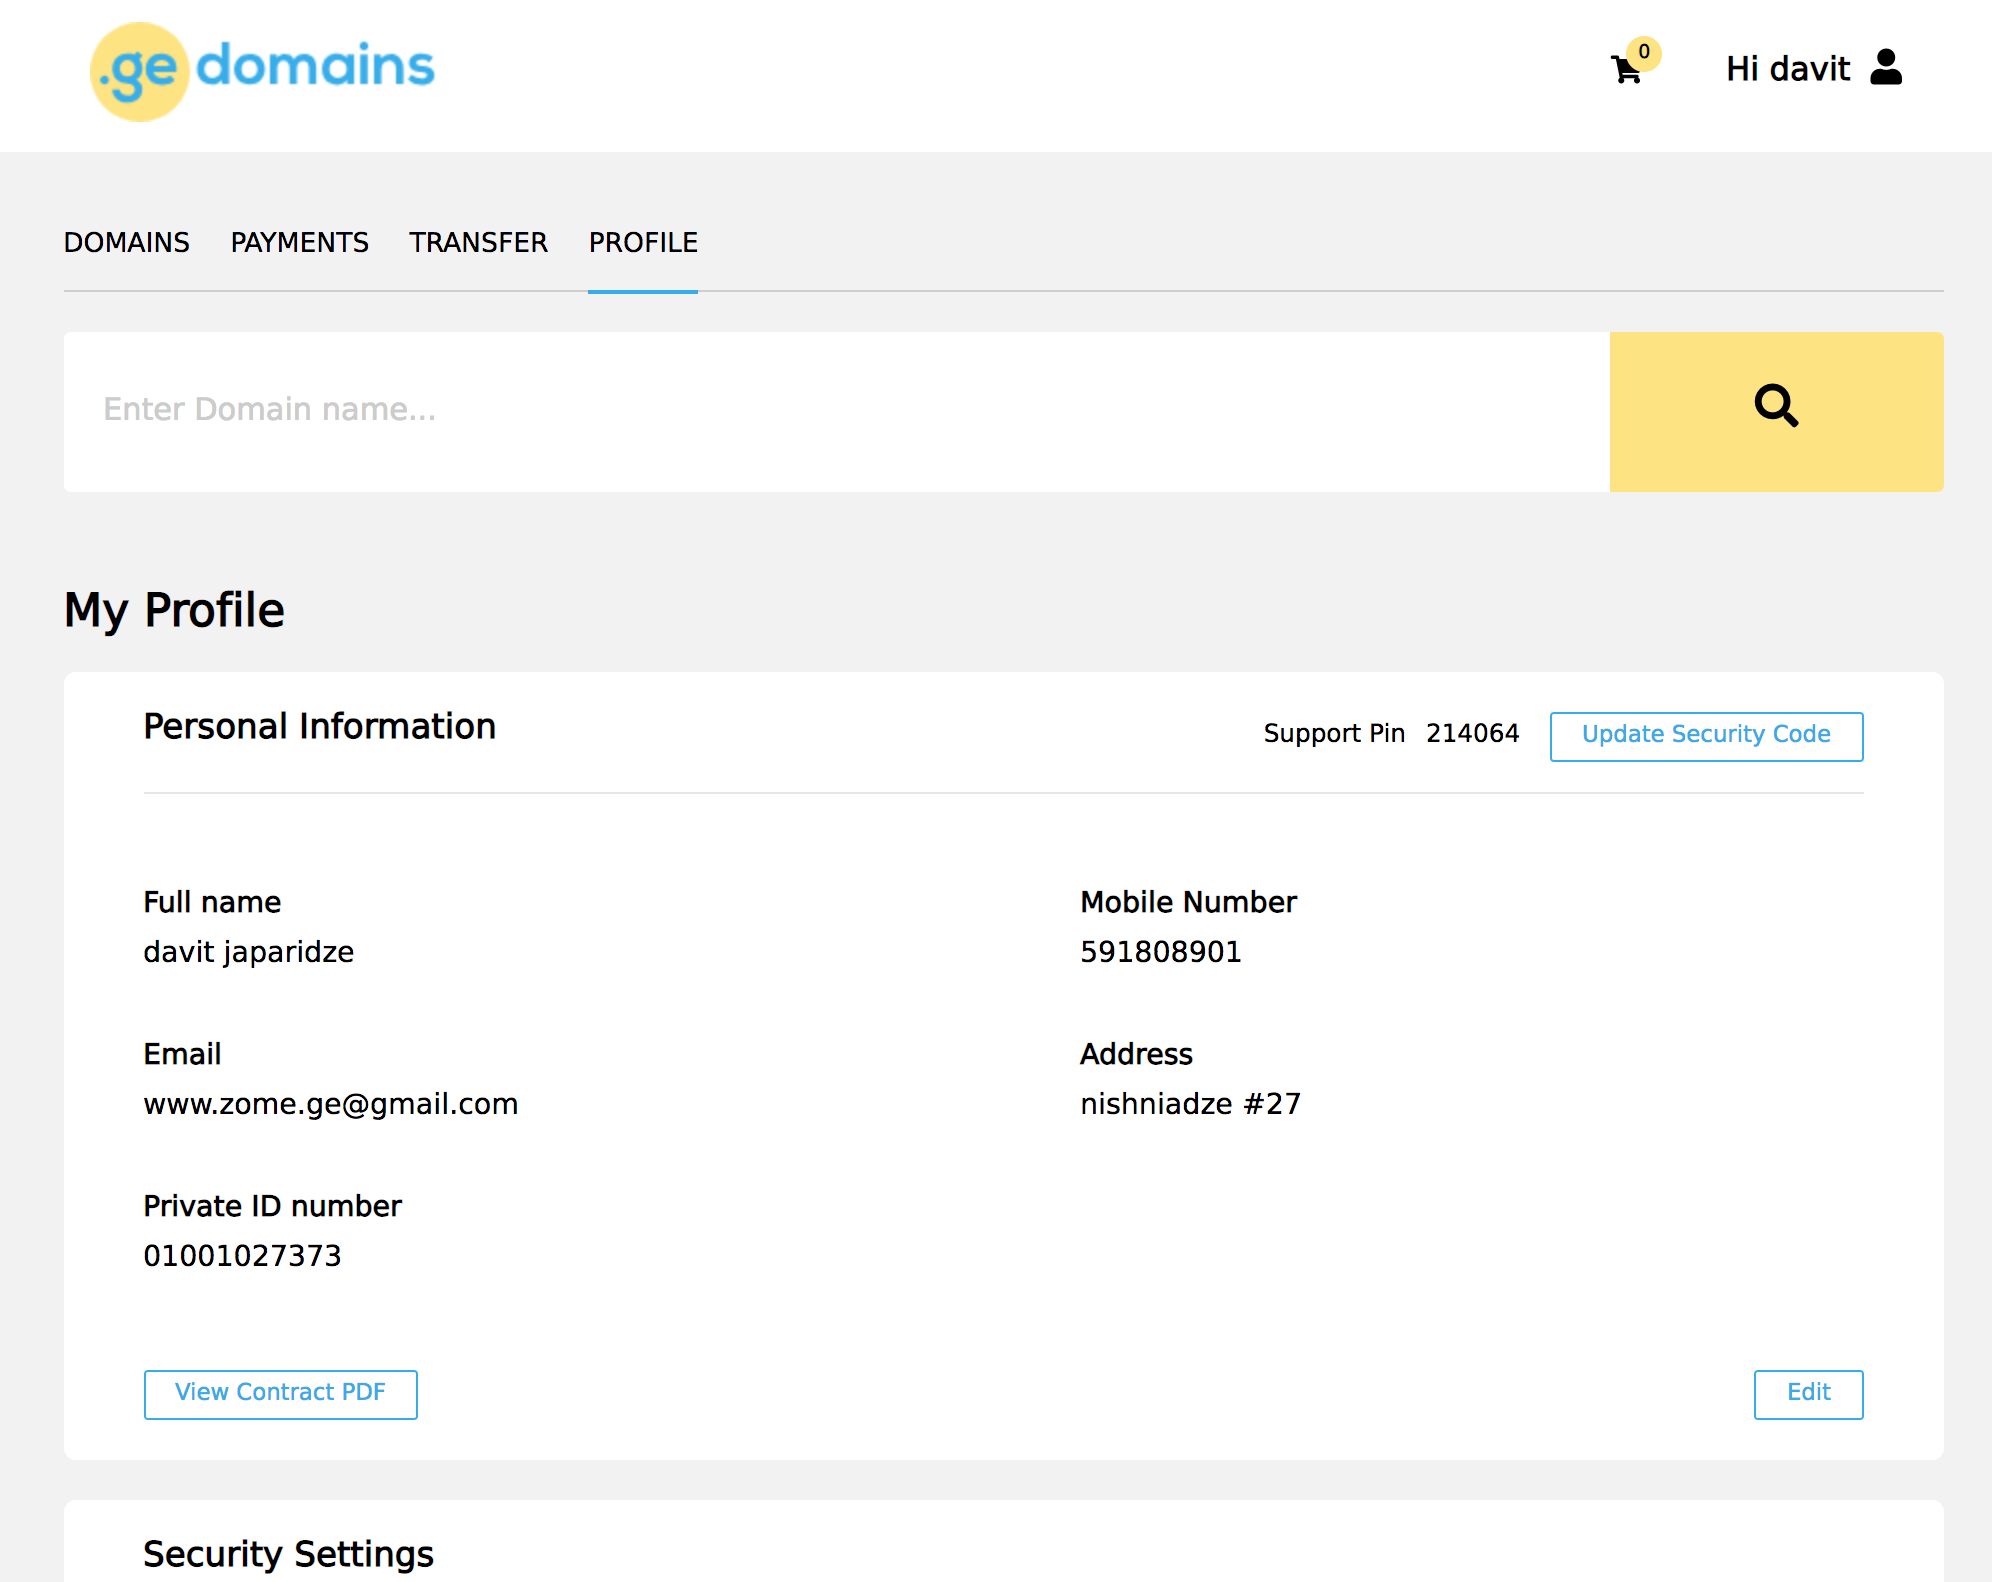 .ge domains
0
Hi davit
DOMAINS PAYMENTS TRANSFER PROFILE
Enter Domain name...
My Profile
Personal Information
Support Pin 214064 Update Security Code
Full name
davit japaridze
Mobile Number
591808901
Email
www.zome.ge@gmail.com
Address
nishniadze #27
Private ID number
01001027373
View Contract PDF
Edit
Security Settings